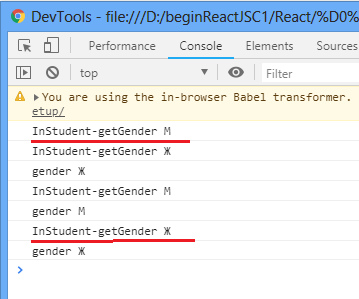 DevTools - file:///D:/beginReactJSC1/React/%D0%
Performance Console Elements Sources
top Filter
You are using the in-browser Babel transformer.
etup/
InStudent-getGender М
InStudent-getGender Ж
gender Ж
InStudent-getGender М
gender М
InStudent-getGender Ж
gender Ж